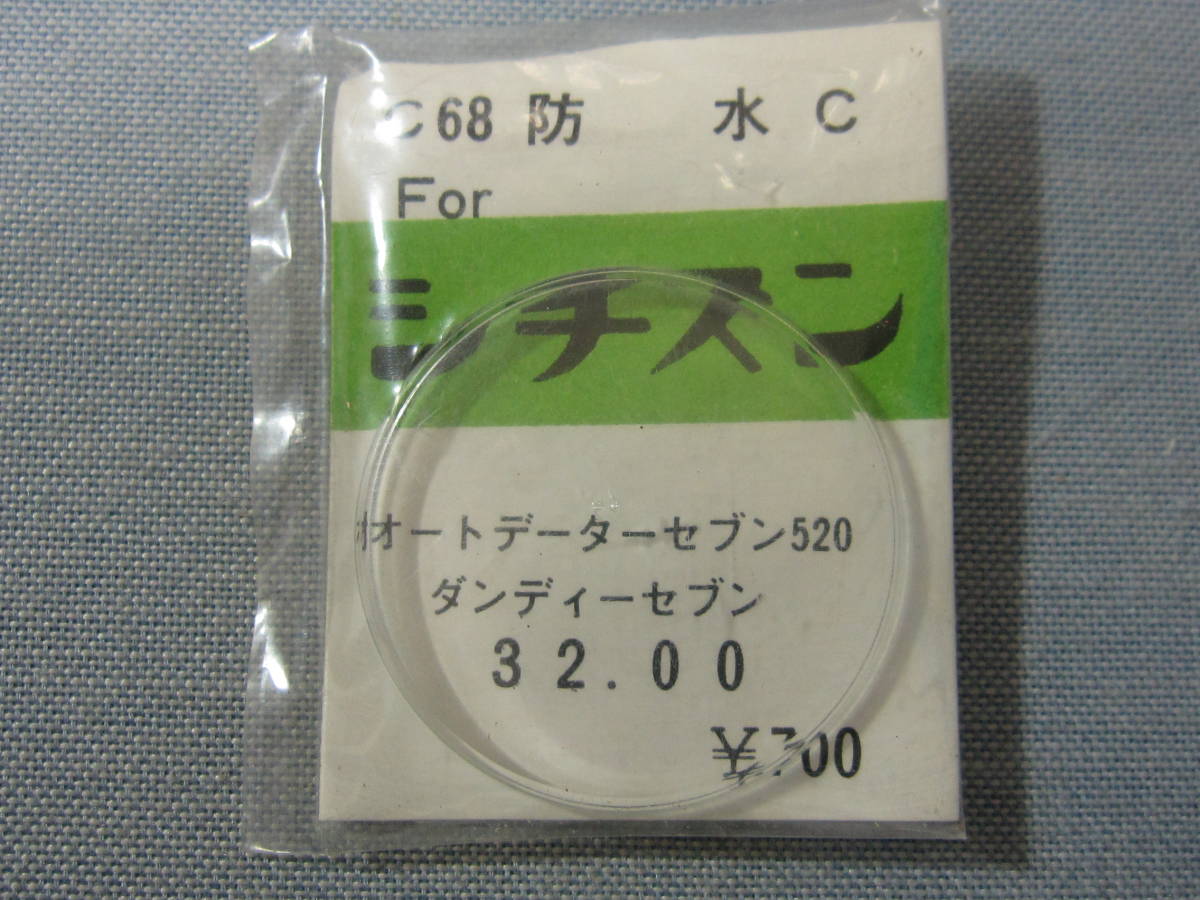 C68 防 水 C
For
シチズン
オートデーターセブン520
ダンディーセブン
32.00
¥700